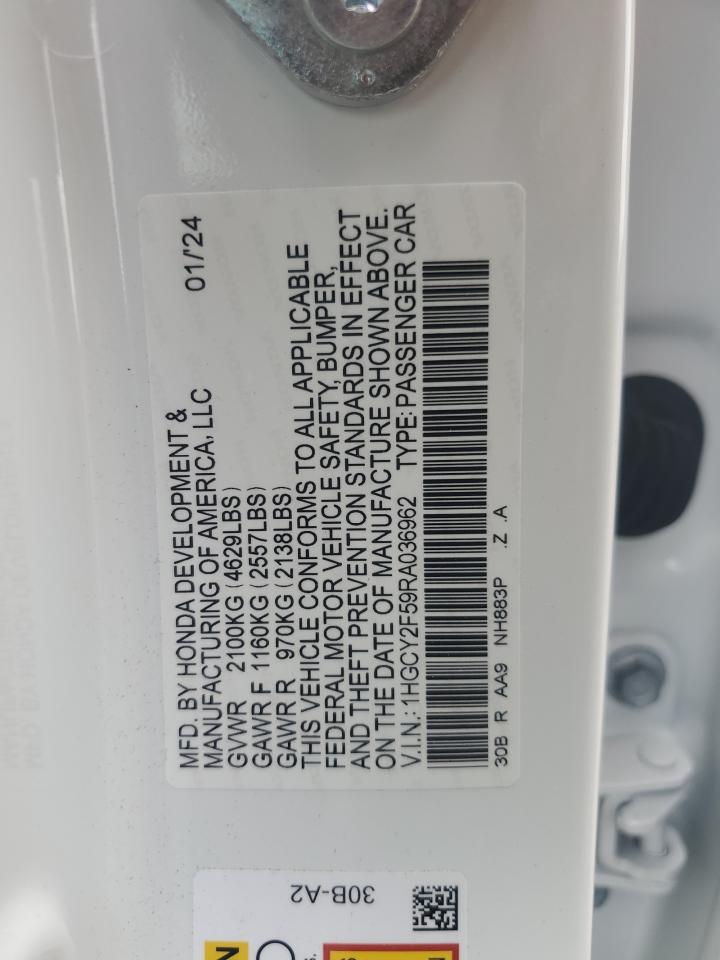 MFD. BY HONDA DEVELOPMENT &
MANUFACTURING OF AMERICA, LLC 01/'24
GVWR 2100KG (4629LBS)
GAWR F 1160KG (2557LBS)
GAWR R 970KG (2138LBS)
THIS VEHICLE CONFORMS TO ALL APPLICABLE
FEDERAL MOTOR VEHICLE SAFETY, BUMPER,
AND THEFT PREVENTION STANDARDS IN EFFECT
ON THE DATE OF MANUFACTURE SHOWN ABOVE.
V.I.N.: 1HGCY2F59RA036962 TYPE: PASSENGER CAR
30B R AA9 NH883P .Z .A
30B-A2